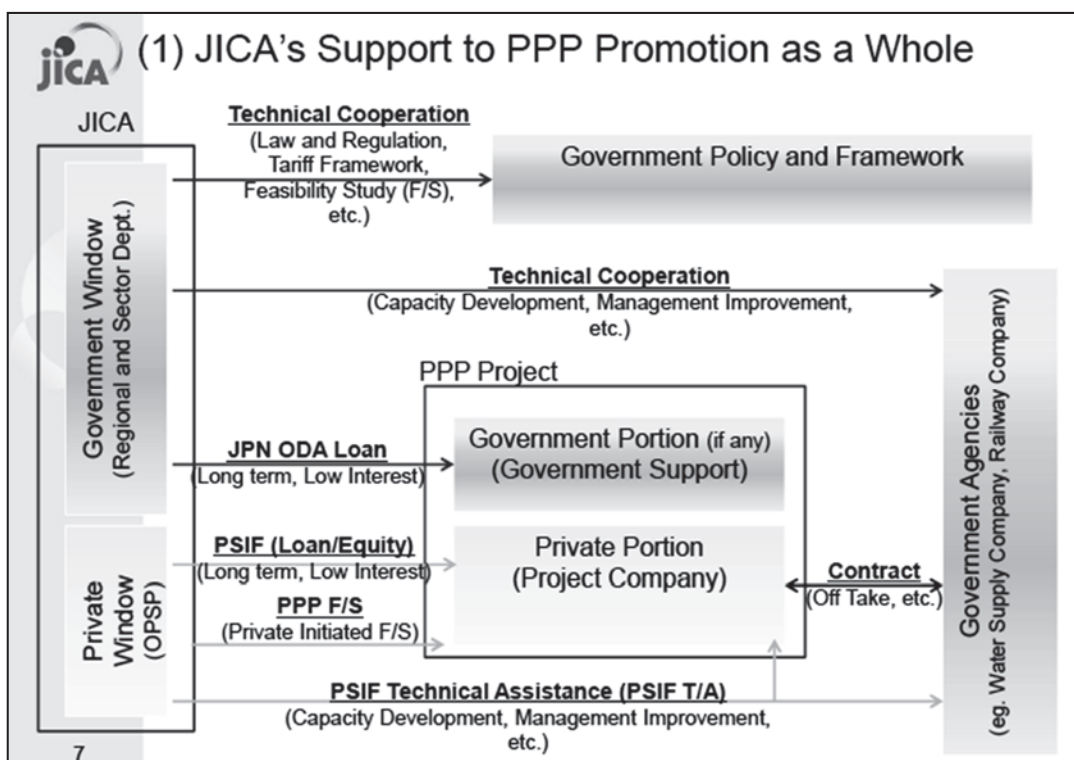 JICA
(1) JICA's Support to PPP Promotion as a Whole
JICA
Government Window
(Regional and Sector Dept.)
Private
Window
(OPSP)
Technical Cooperation
(Law and Regulation,
Tariff Framework,
Feasibility Study (F/S),
etc.)
Government Policy and Framework
Technical Cooperation
(Capacity Development, Management Improvement,
etc.)
PPP Project
JPN ODA Loan
(Long term, Low Interest)
Government Portion (if any)
(Government Support)
PSIF (Loan/Equity)
(Long term, Low Interest)
Private Portion
(Project Company)
PPP F/S
(Private Initiated F/S)
Contract
(Off Take, etc.)
PSIF Technical Assistance (PSIF T/A)
(Capacity Development, Management Improvement,
etc.)
Government Agencies
(eg. Water Supply Company, Railway Company)
7